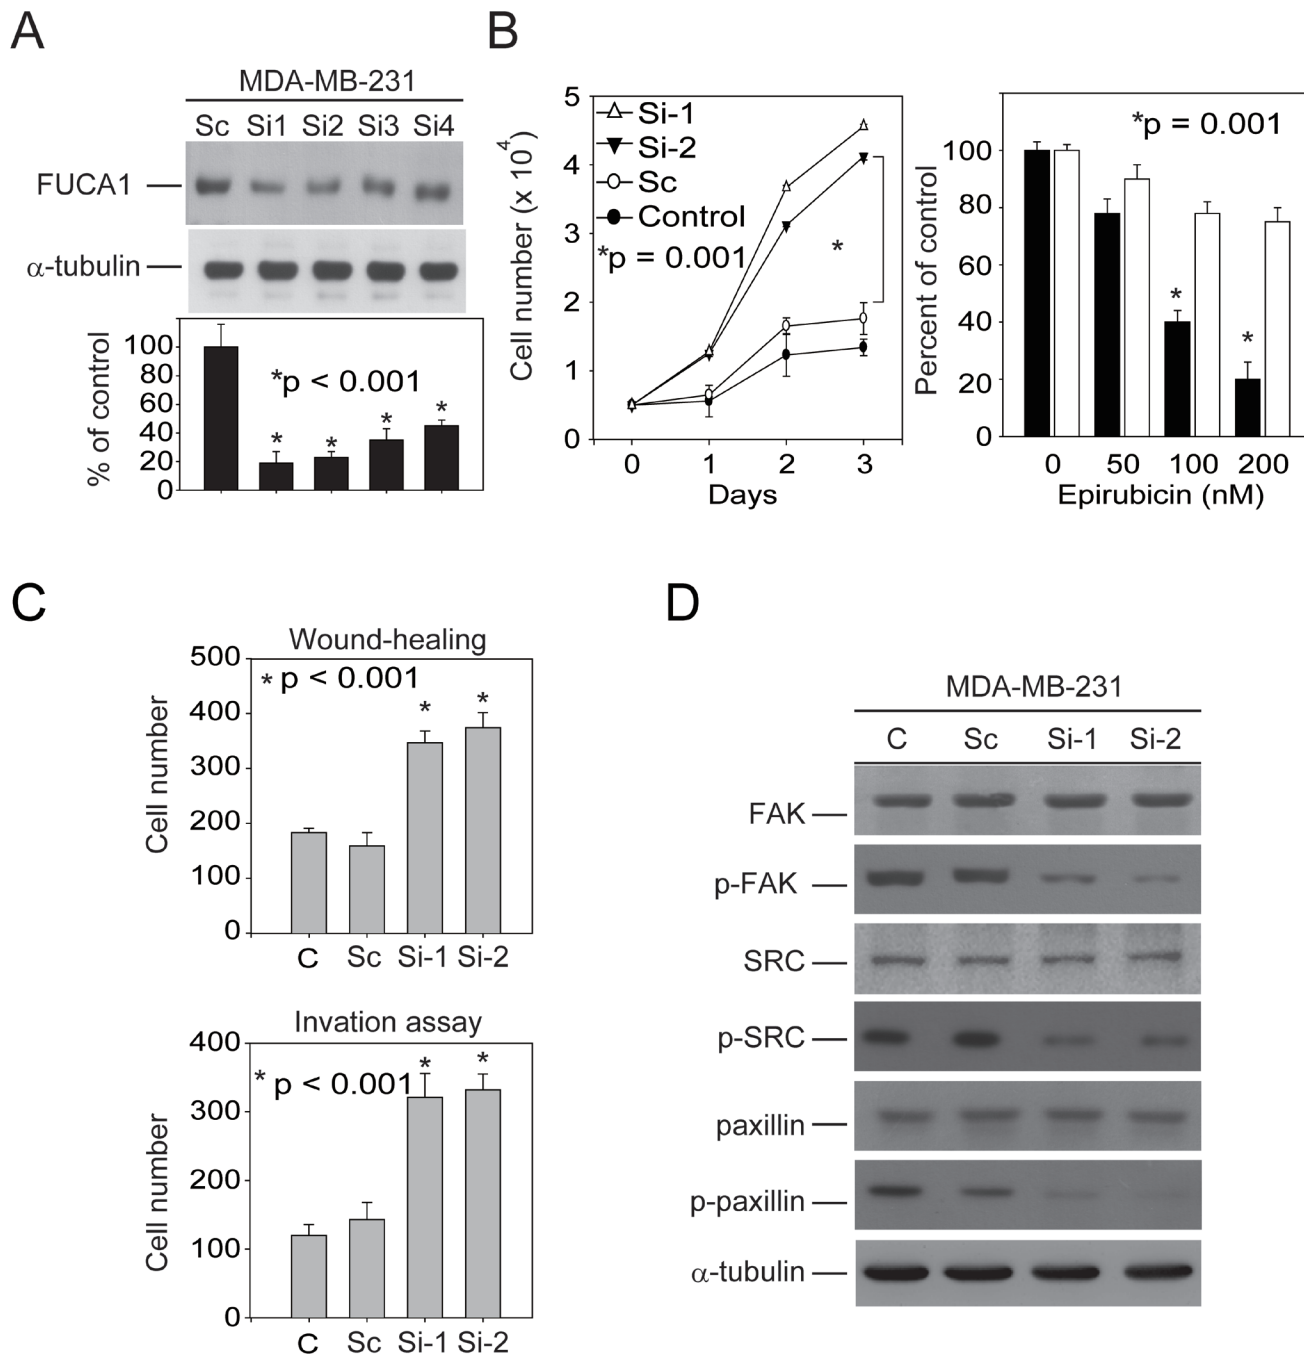 A
MDA-MB-231
Sc Si1 Si2 Si3 Si4
FUCA1
α-tubulin
% of control
100
80
60
40
20
0
*p < 0.001
* * * *
B
Cell number (x 10⁴)
5
4
3
2
1
0
Si-1
Si-2
Sc
Control
*p = 0.001
*
0 1 2 3
Days
Percent of control
100
80
60
40
20
0
*p = 0.001
*
*
0 50 100 200
Epirubicin (nM)
C
Wound-healing
Cell number
500
400
300
200
100
0
* p < 0.001
* *
C Sc Si-1 Si-2
Invation assay
Cell number
400
300
200
100
0
* p < 0.001
* *
C Sc Si-1 Si-2
D
MDA-MB-231
C Sc Si-1 Si-2
FAK
p-FAK
SRC
p-SRC
paxillin
p-paxillin
α-tubulin